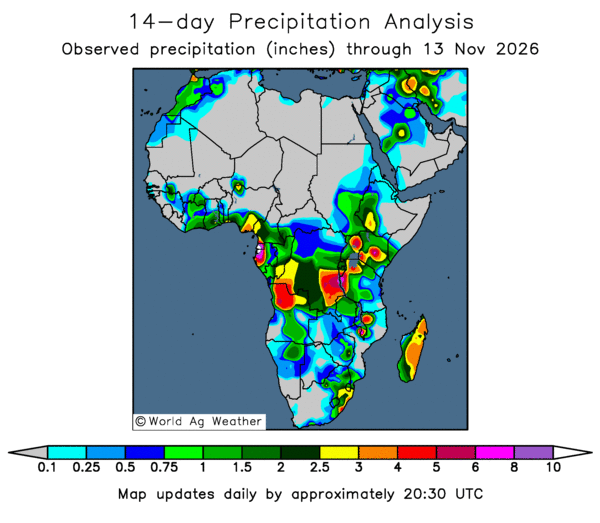 14-day Precipitation Analysis
Observed precipitation (inches) through 13 Nov 2026
© World Ag Weather
0.1 0.25 0.5 0.75 1 1.5 2 2.5 3 4 5 6 8 10
Map updates daily by approximately 20:30 UTC